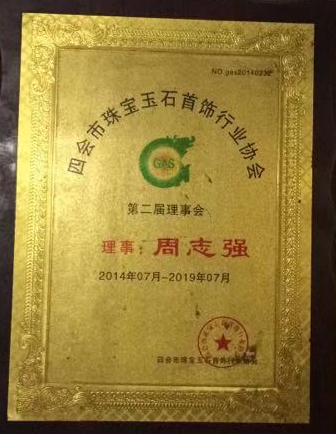 NO:gas20140232
四会市珠宝玉石首饰行业协会
GAS
第二届理事会
理事：周志强
2014年07月-2019年07月
四会市珠宝玉石首饰行业协会